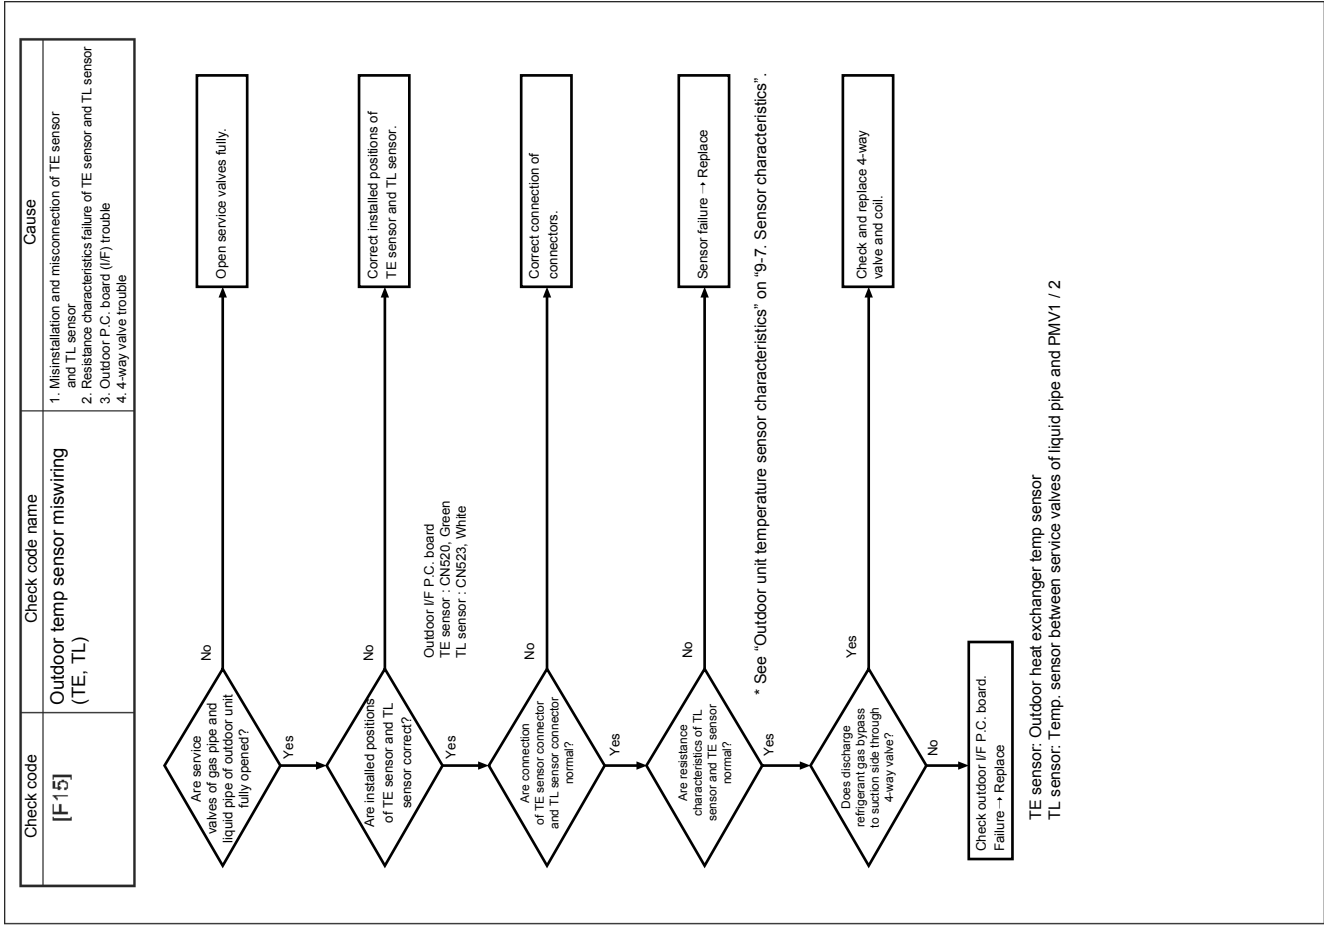 Check code
Check code name
Cause
[F15]
Outdoor temp sensor miswiring
(TE, TL)
1. Misinstallation and misconnection of TE sensor
and TL sensor
2. Resistance characteristics failure of TE sensor and TL sensor
3. Outdoor P.C. board (I/F) trouble
4. 4-way valve trouble
Are service
valves of gas pipe and
liquid pipe of outdoor unit
fully opened?
No
Open service valves fully.
Yes
Are installed positions
of TE sensor and TL
sensor correct?
No
Correct installed positions of
TE sensor and TL sensor.
Yes
Outdoor I/F P.C. board
TE sensor : CN520, Green
TL sensor : CN523, White
Are connection
of TE sensor connector
and TL sensor connector
normal?
No
Correct connection of
connectors.
Yes
Are resistance
characteristics of TL
sensor and TE sensor
normal?
No
Sensor failure → Replace
Yes
* See “Outdoor unit temperature sensor characteristics” on “9-7. Sensor characteristics”.
Does discharge
refrigerant gas bypass
to suction side through
4-way valve?
Yes
Check and replace 4-way
valve and coil.
No
Check outdoor I/F P.C. board.
Failure → Replace
TE sensor: Outdoor heat exchanger temp sensor
TL sensor: Temp. sensor between service valves of liquid pipe and PMV1 / 2